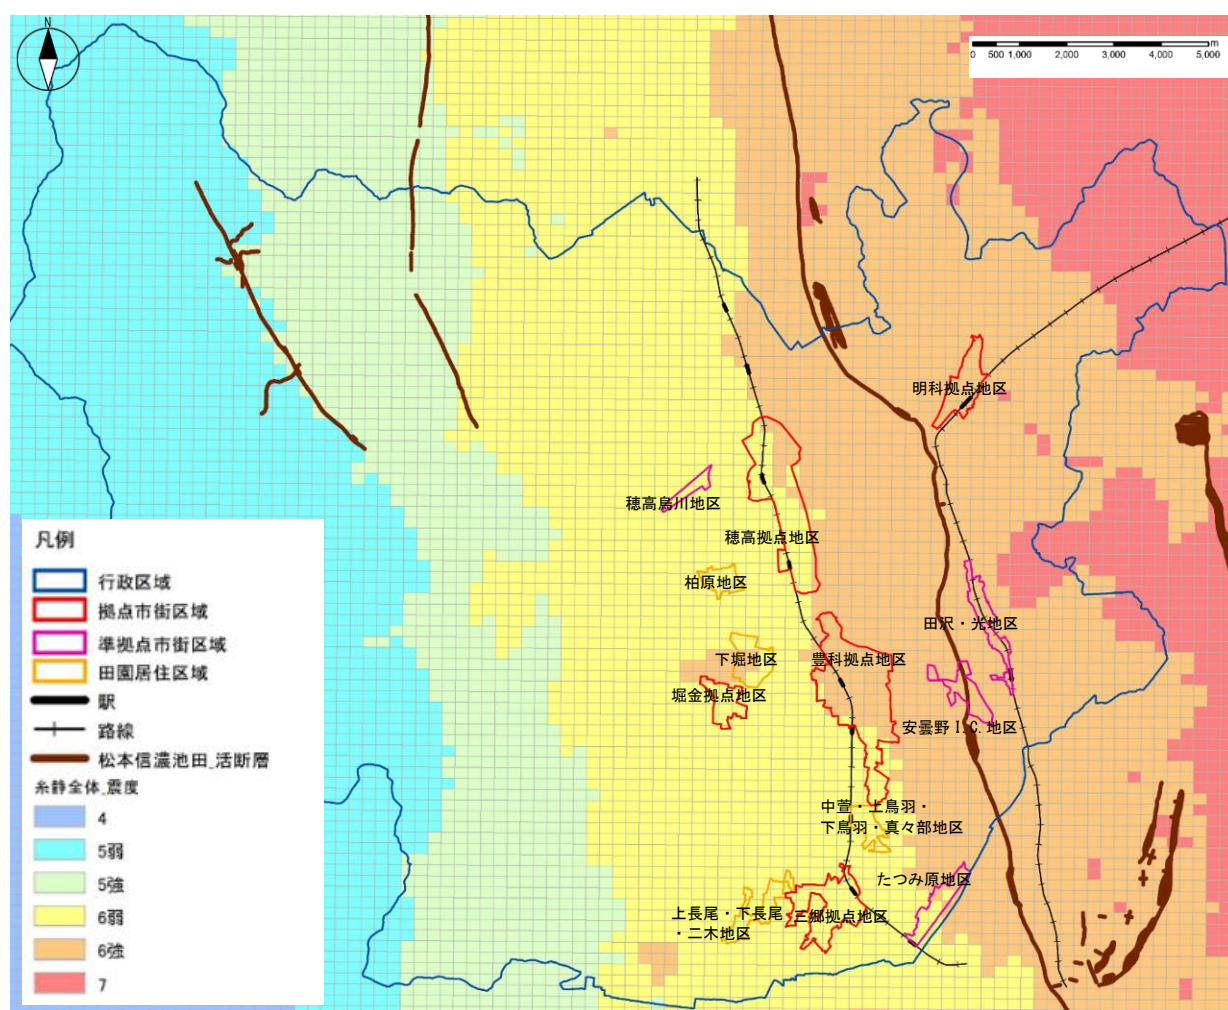 N
m
0 500 1,000 2,000 3,000 4,000 5,000
明科拠点地区
穂高烏川地区
穂高拠点地区
柏原地区
田沢・光地区
下堀地区
豊科拠点地区
堀金拠点地区
安曇野I.C.地区
中萱・上鳥羽・
下鳥羽・真々部地区
たつみ原地区
上長尾・下長尾
・二木地区
三郷拠点地区
凡例
行政区域
拠点市街区域
準拠点市街区域
田園居住区域
駅
路線
松本信濃池田_活断層
糸静全体_震度
4
5弱
5強
6弱
6強
7